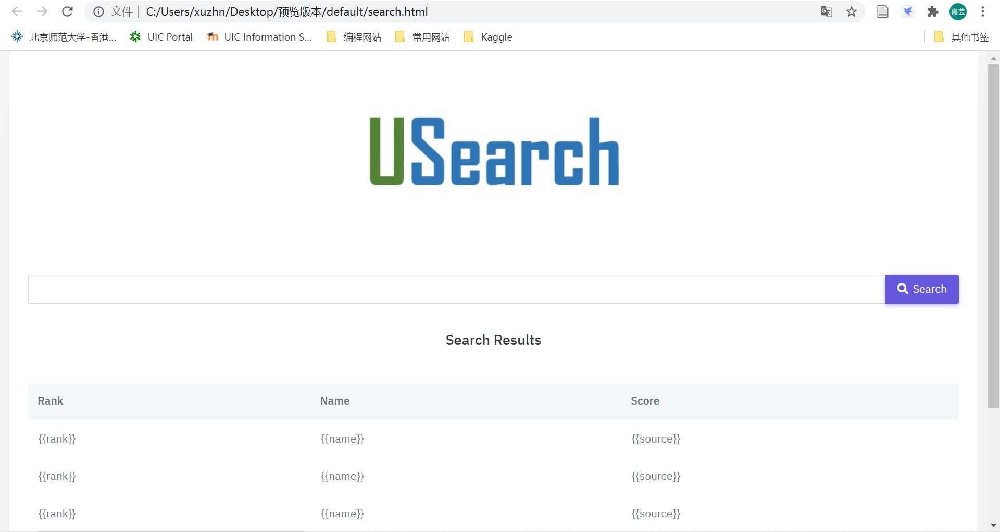 文件 C:/Users/xuzhn/Desktop/预览版本/default/search.html 嘉芸
北京师范大学-香港... UIC Portal UIC Information S... 编程网站 常用网站 Kaggle 其他书签
USearch
Search
Search Results
Rank Name Score
{{rank}} {{name}} {{source}}
{{rank}} {{name}} {{source}}
{{rank}} {{name}} {{source}}